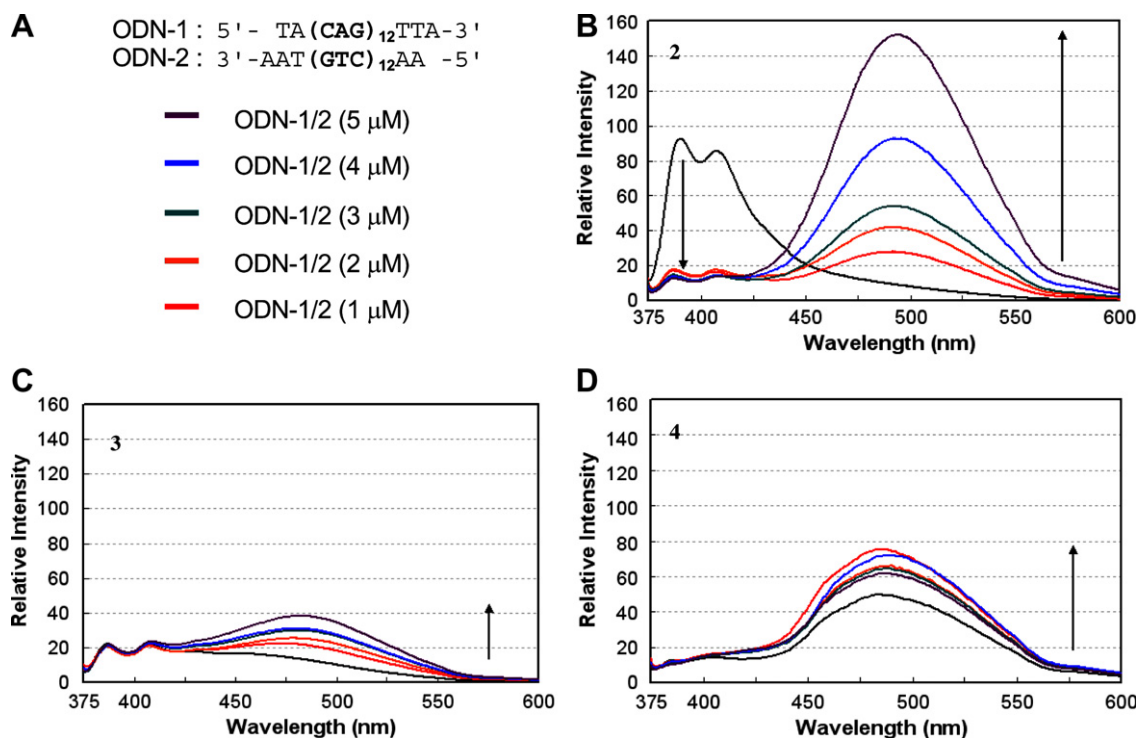 A
ODN-1 : 5'- TA(CAG)12TTA-3'
ODN-2 : 3'-AAT(GTC)12AA -5'
ODN-1/2 (5 μM)
ODN-1/2 (4 μM)
ODN-1/2 (3 μM)
ODN-1/2 (2 μM)
ODN-1/2 (1 μM)
B
2
Relative Intensity
160
140
120
100
80
60
40
20
0
375 400 450 500 550 600
Wavelength (nm)
C
3
Relative Intensity
160
140
120
100
80
60
40
20
0
375 400 450 500 550 600
Wavelength (nm)
D
4
Relative Intensity
160
140
120
100
80
60
40
20
0
375 400 450 500 550 600
Wavelength (nm)